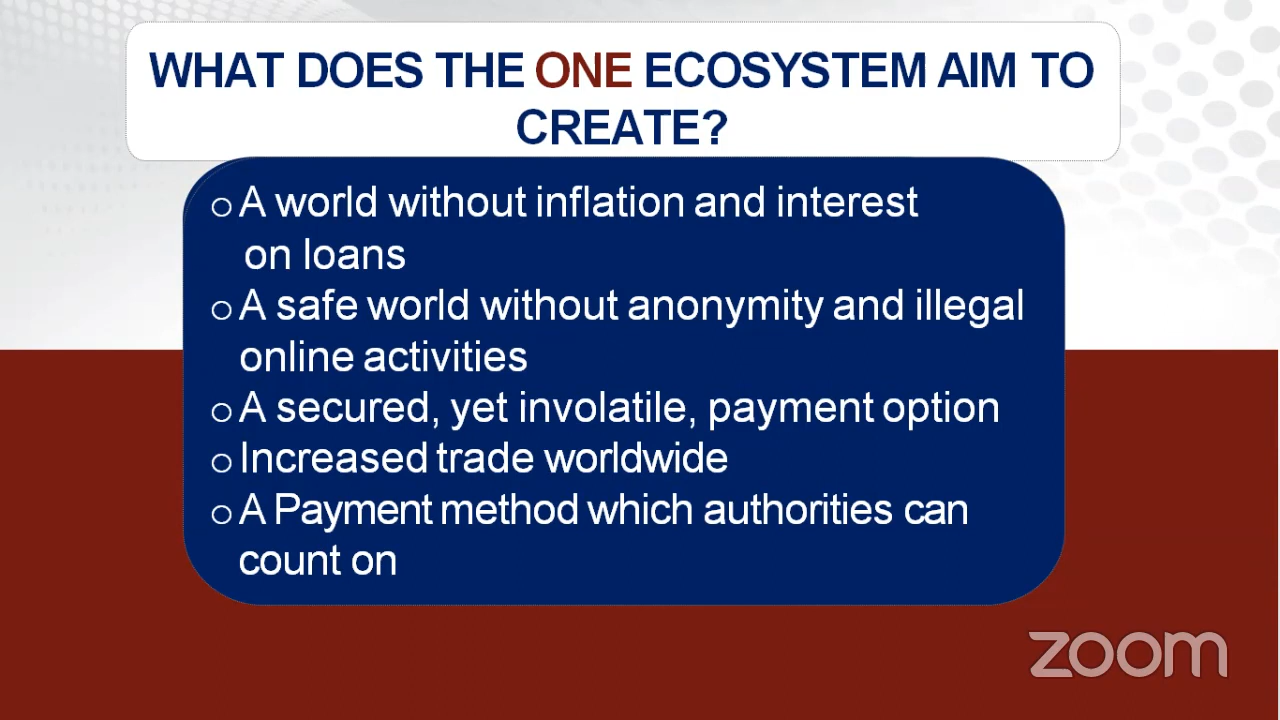 WHAT DOES THE ONE ECOSYSTEM AIM TO
CREATE?
o A world without inflation and interest
on loans
o A safe world without anonymity and illegal
online activities
o A secured, yet involatile, payment option
o Increased trade worldwide
o A Payment method which authorities can
count on
zoom